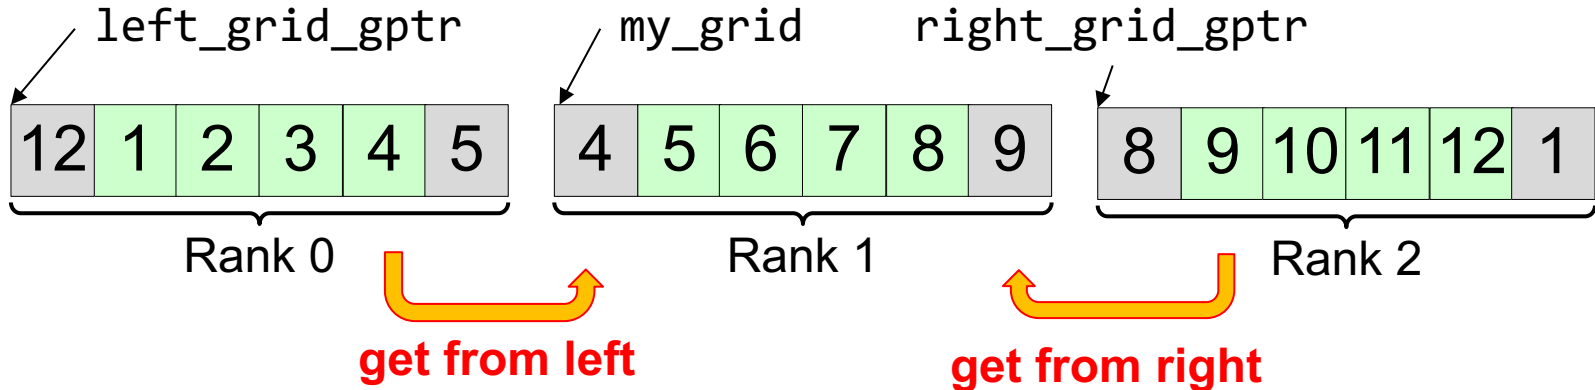 left_grid_gptr my_grid right_grid_gptr
12 1 2 3 4 5 4 5 6 7 8 9 8 9 10 11 12 1
Rank 0 Rank 1 Rank 2
get from left get from right